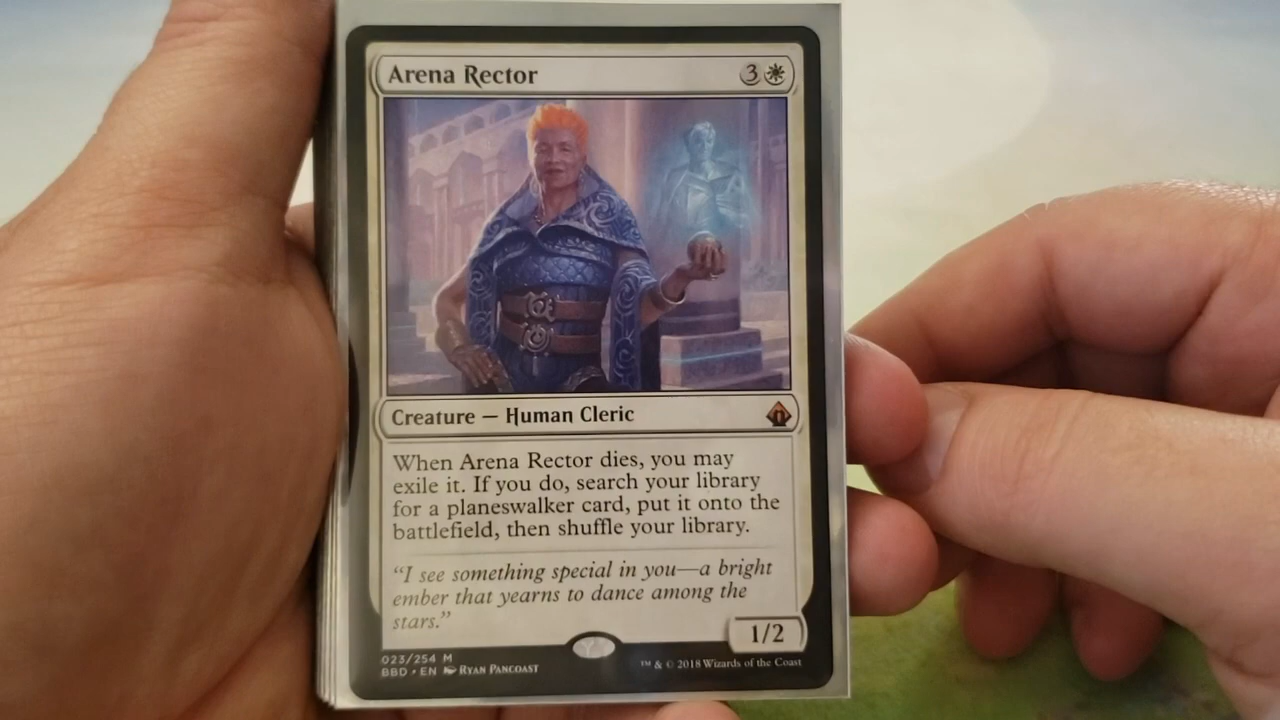 Arena Rector 3
Creature — Human Cleric
When Arena Rector dies, you may
exile it. If you do, search your library
for a planeswalker card, put it onto the
battlefield, then shuffle your library.
“I see something special in you—a bright
ember that yearns to dance among the
stars.”
1/2
023/254 M
BBD • EN Ryan Pancoast
™ & © 2018 Wizards of the Coast